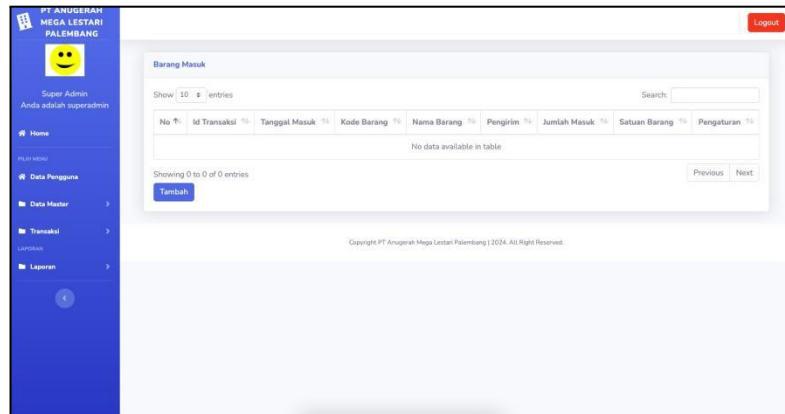 PT ANUGERAH
MEGA LESTARI
PALEMBANG
Logout
Super Admin
Anda adalah superadmin
Home
PILIH MENU
Data Pengguna
Data Master
Transaksi
LAPORAN
Laporan
Barang Masuk
Show 10 entries
Search:
No Id Transaksi Tanggal Masuk Kode Barang Nama Barang Pengirim Jumlah Masuk Satuan Barang Pengaturan
No data available in table
Showing 0 to 0 of 0 entries
Previous Next
Tambah
Copyright PT Anugerah Mega Lestari Palembang | 2024. All Right Reserved.